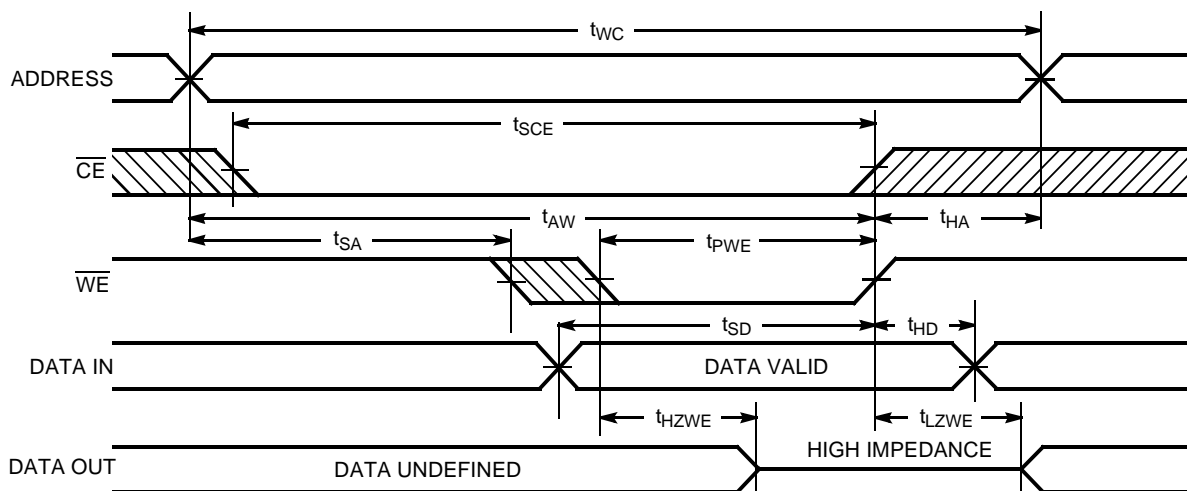 tWC
ADDRESS
tSCE
CE
tAW
tHA
tSA
tPWE
WE
tSD
tHD
DATA IN
DATA VALID
tHZWE
tLZWE
HIGH IMPEDANCE
DATA OUT
DATA UNDEFINED